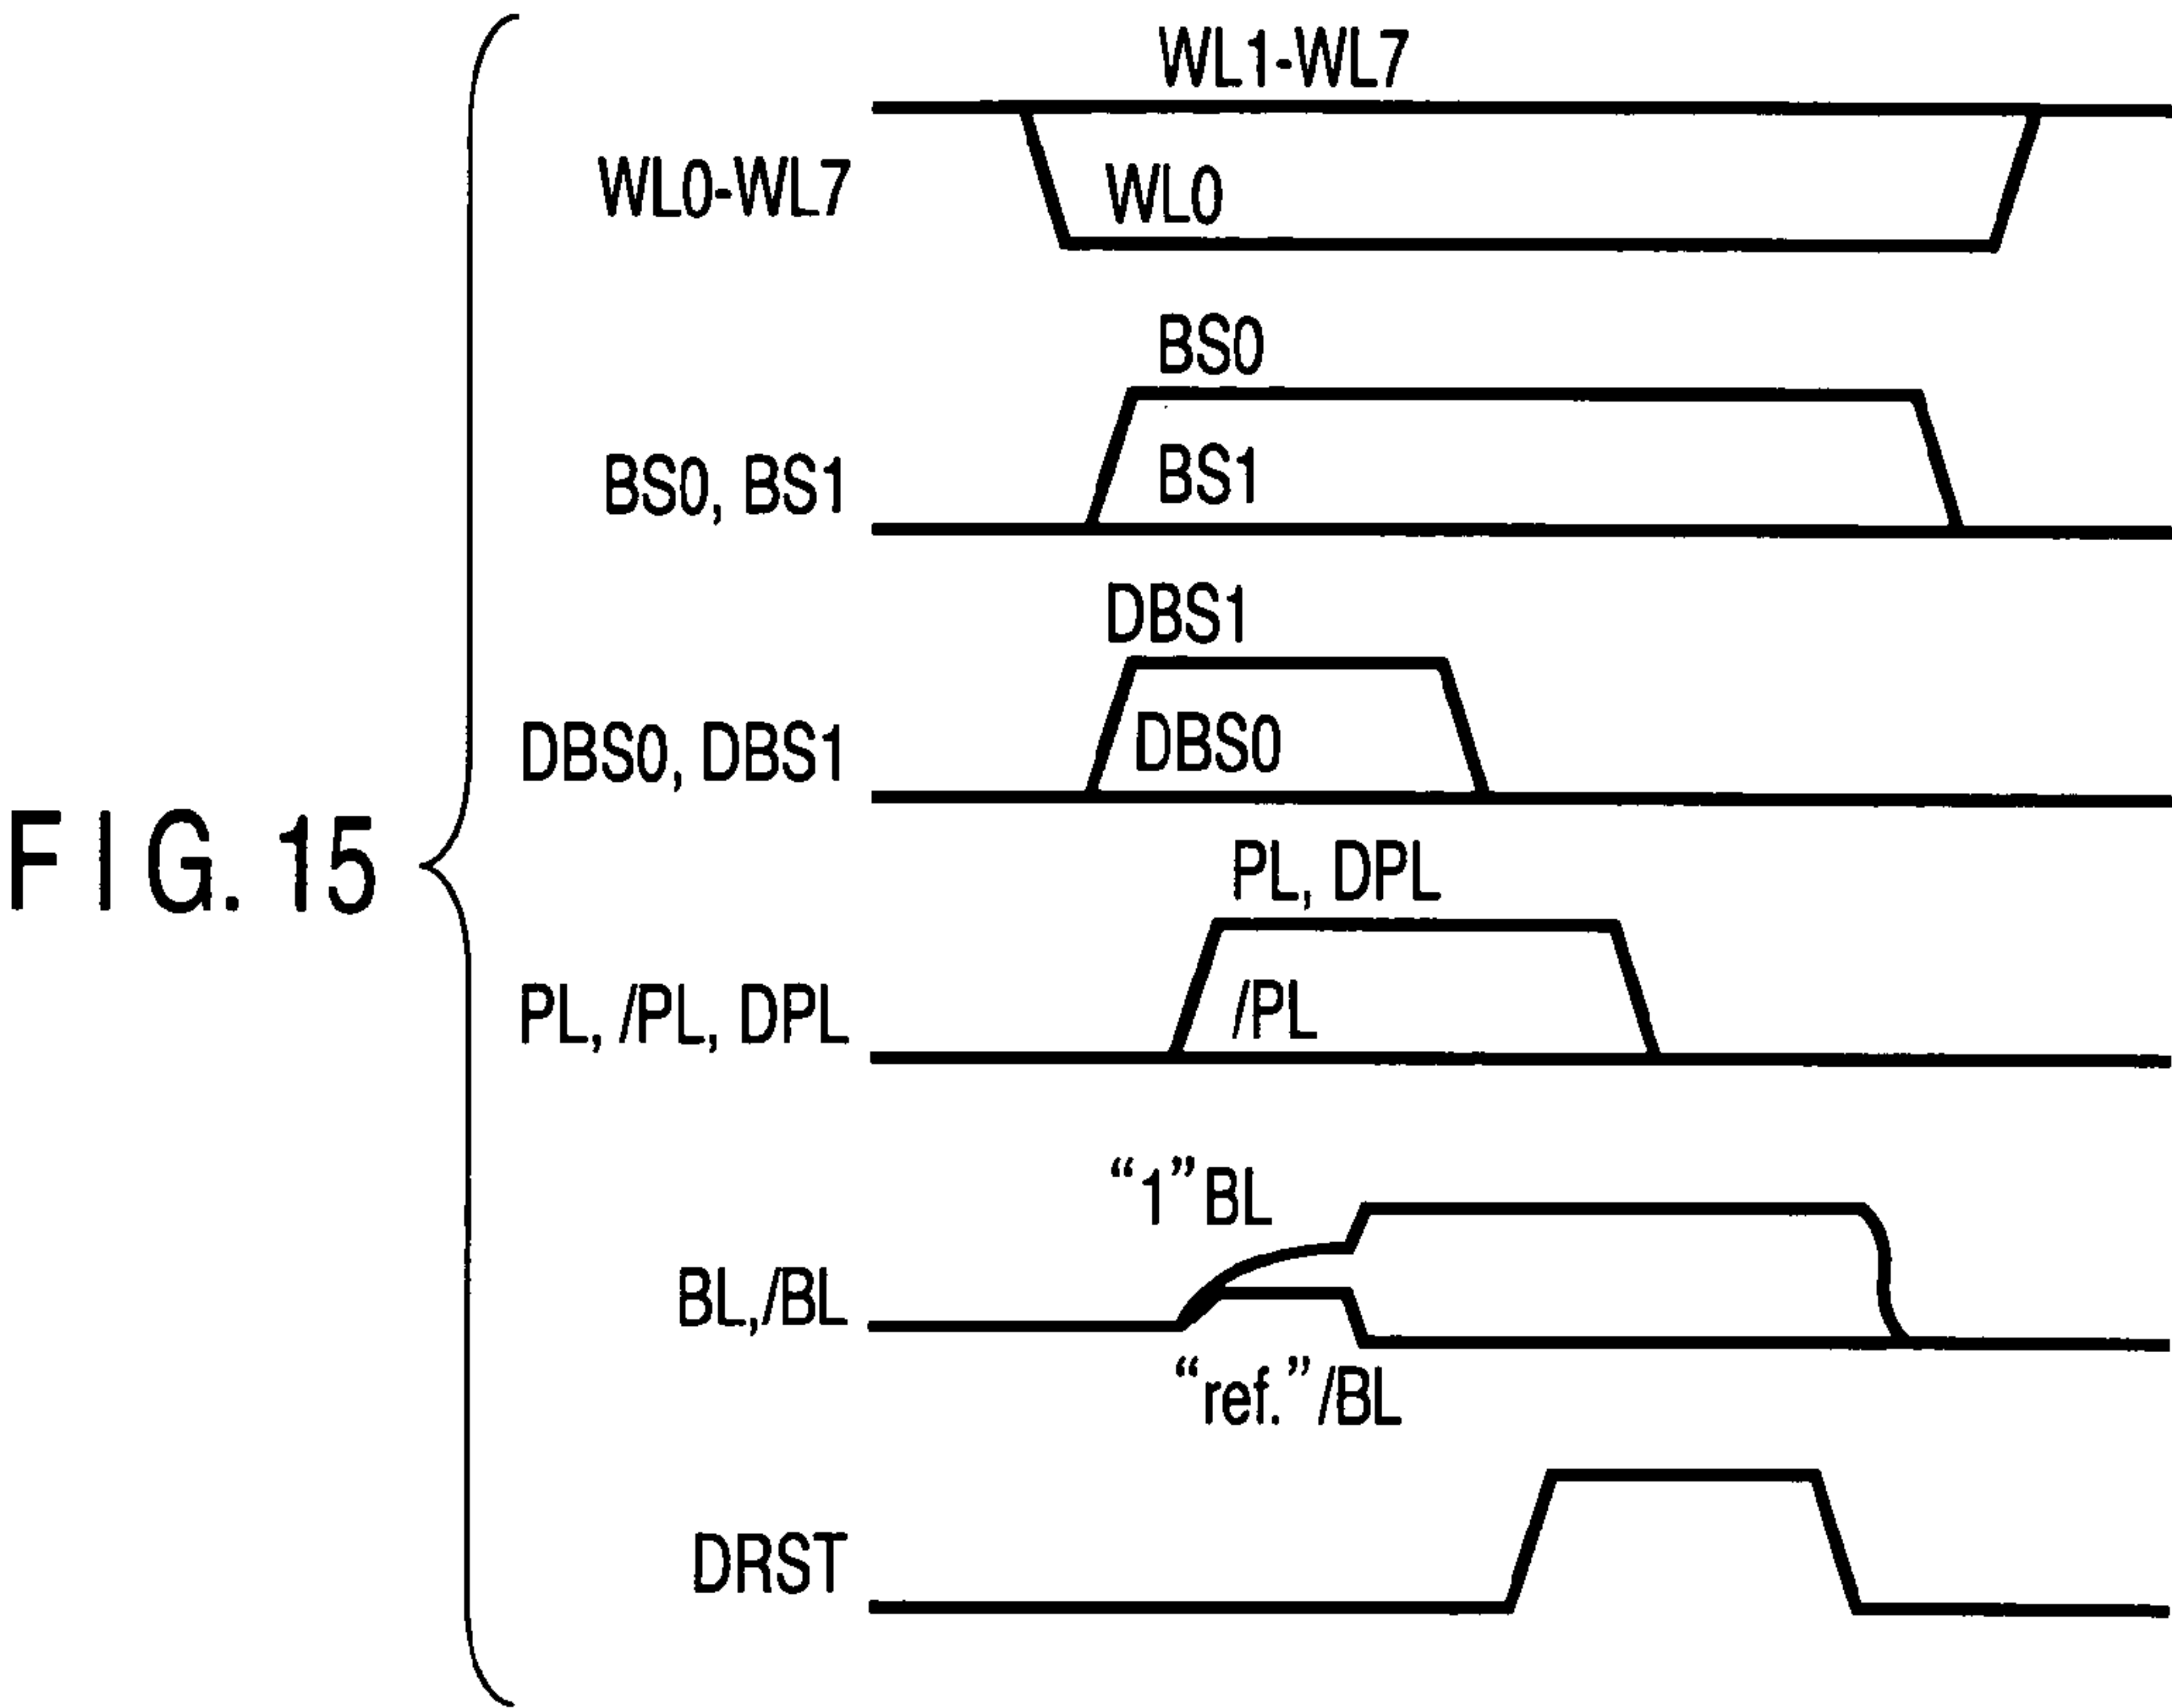 FIG. 15
WL1-WL7
WL0-WL7
WL0
BS0
BS0, BS1
BS1
DBS1
DBS0, DBS1
DBS0
PL, DPL
PL, /PL, DPL
/PL
“1”BL
BL,/BL
“ref.”/BL
DRST